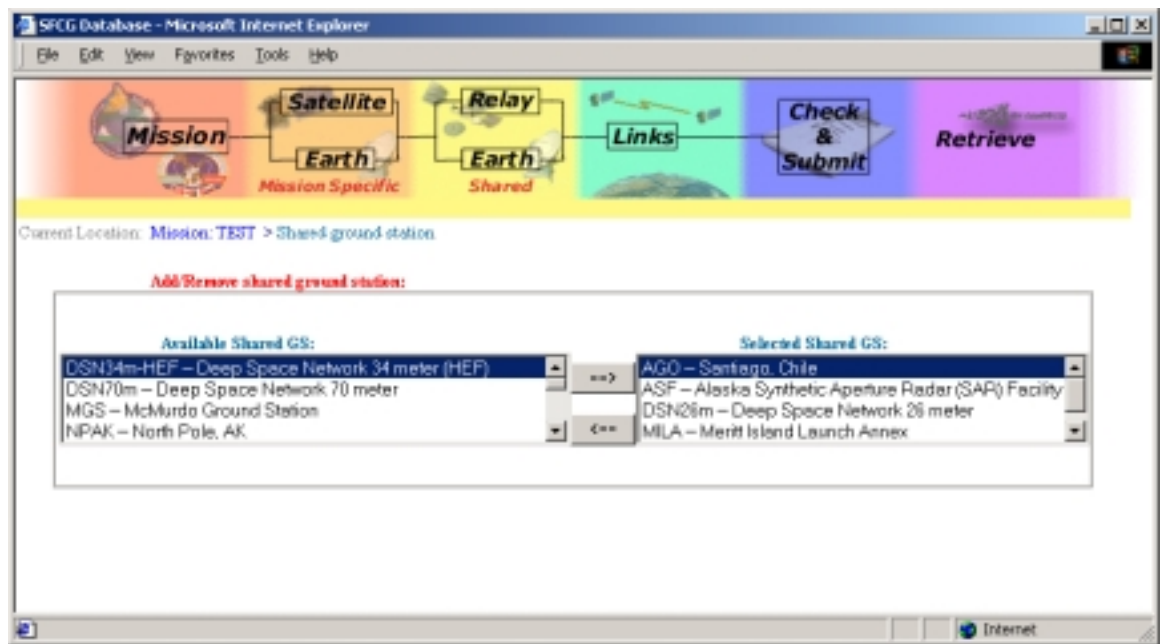 SFCG Database - Microsoft Internet Explorer
File Edit View Favorites Tools Help
Mission
Satellite
Earth
Mission Specific
Relay
Earth
Shared
Links
Check & Submit
Retrieve
Current Location: Mission: TEST > Shared ground station
Add/Remove shared ground station:
Available Shared GS:
DSN34m-HEF – Deep Space Network 34 meter (HEF)
DSN70m – Deep Space Network 70 meter
MGS – McMurdo Ground Station
NPAK – North Pole, AK
==>
<==
Selected Shared GS:
AGO – Santiago, Chile
ASF – Alaska Synthetic Aperture Radar (SAR) Facility
DSN26m – Deep Space Network 26 meter
MILA – Meritt Island Launch Annex
Internet